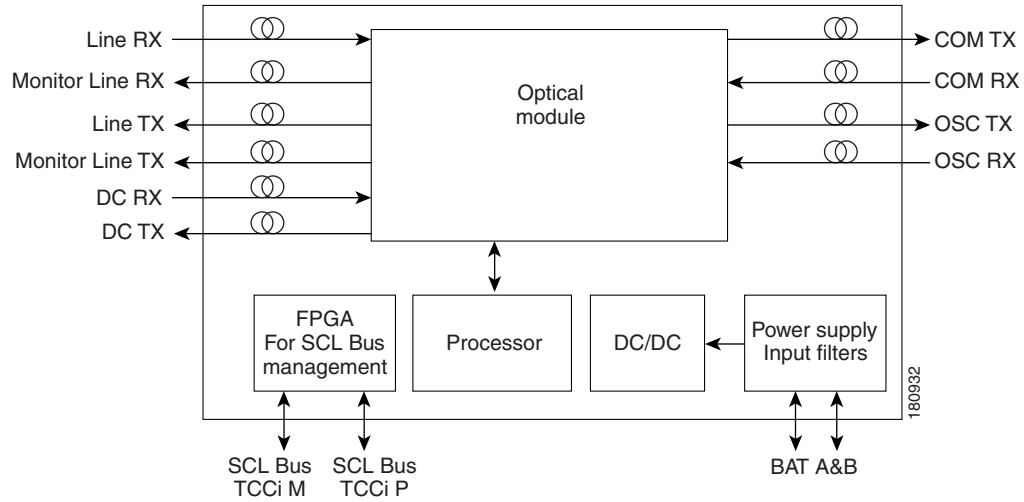 Line RX
Monitor Line RX
Line TX
Monitor Line TX
DC RX
DC TX
COM TX
COM RX
OSC TX
OSC RX
Optical
module
FPGA
For SCL Bus
management
Processor
DC/DC
Power supply
Input filters
180932
SCL Bus
TCCi M
SCL Bus
TCCi P
BAT A&B